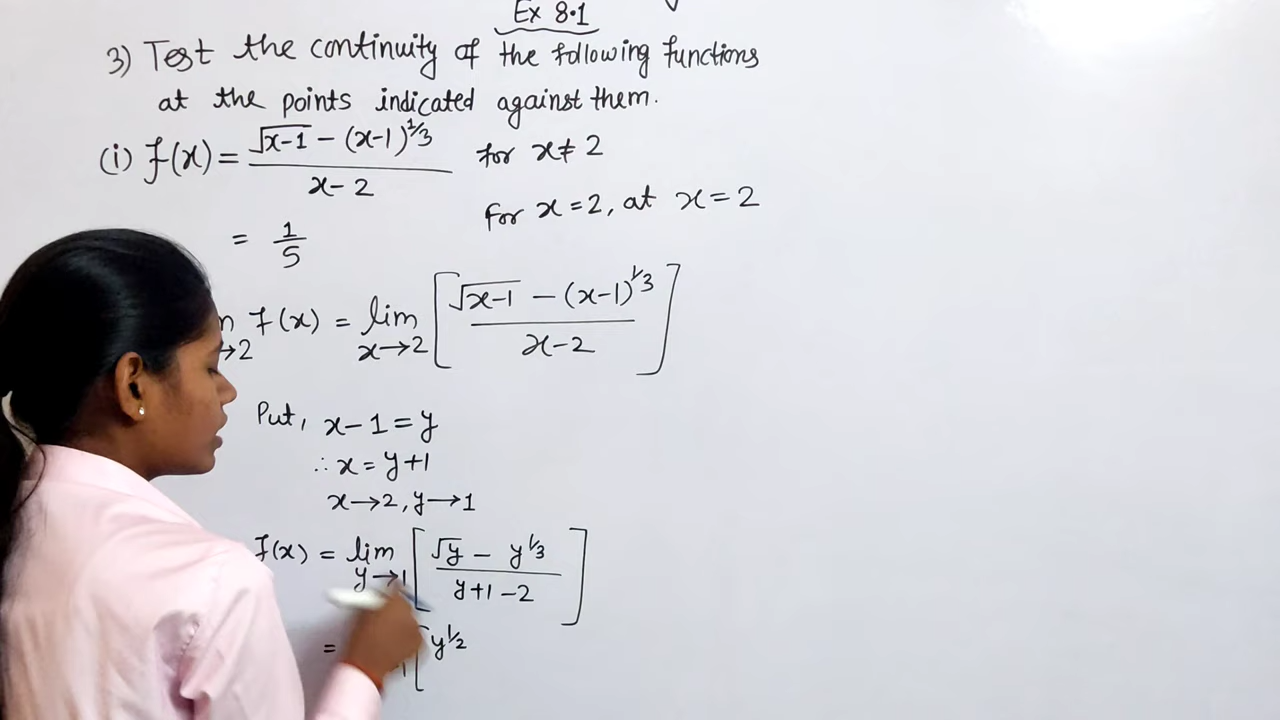 Ex 8.1
3) Test the continuity of the following functions
at the points indicated against them.
(i) f(x) = (√(x-1) - (x-1)^(1/3)) / (x-2) for x≠2
= 1/5 for x=2, at x=2
f(x) = lim x→2 [(√(x-1) - (x-1)^(1/3)) / (x-2)]
→2
Put, x-1=y
∴ x=y+1
x→2, y→1
f(x) = lim y→1 [(√y - y^(1/3)) / (y+1-2)]
= [y^(1/2)